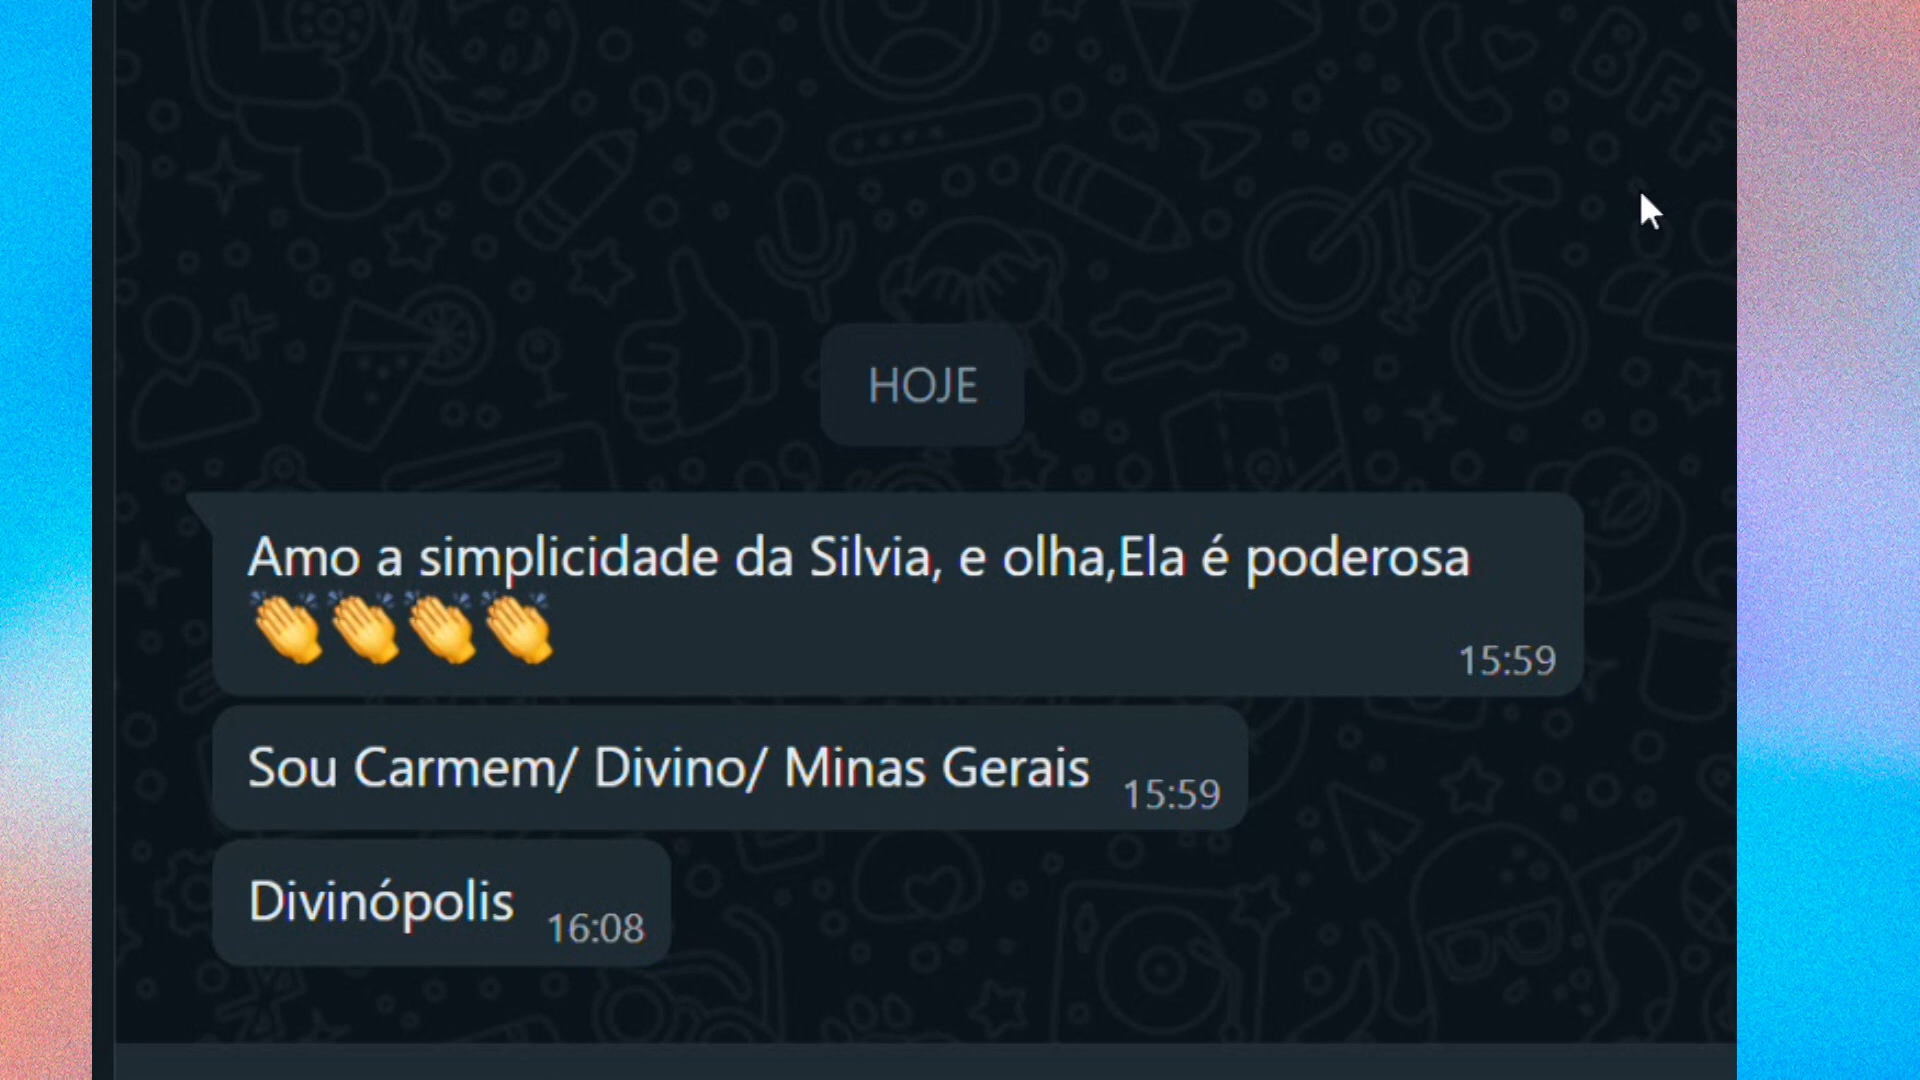 HOJE
Amo a simplicidade da Silvia, e olha,Ela é poderosa
👏👏👏👏
15:59
Sou Carmem/ Divino/ Minas Gerais 15:59
Divinópolis 16:08